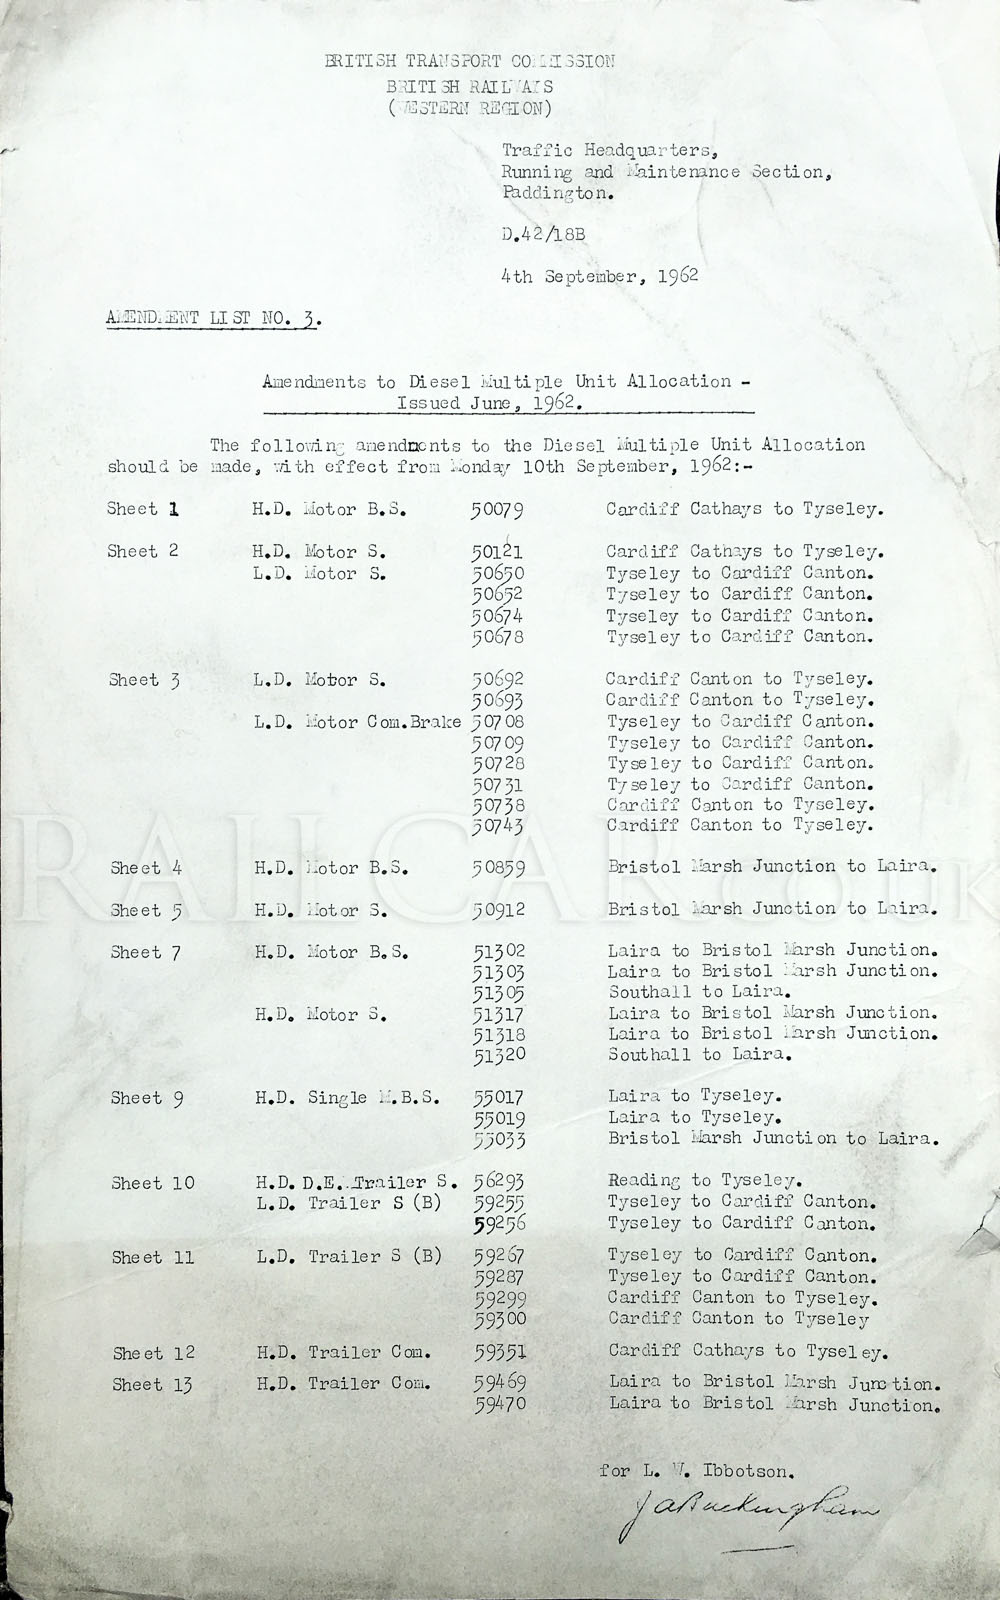 BRITISH TRANSPORT COMMISSION
BRITISH RAILWAYS
(WESTERN REGION)
Traffic Headquarters,
Running and Maintenance Section,
Paddington.
D.42/18B
4th September, 1962
AMENDMENT LIST NO. 3.
Amendments to Diesel Multiple Unit Allocation -
Issued June, 1962.
The following amendments to the Diesel Multiple Unit Allocation
should be made, with effect from Monday 10th September, 1962:-
Sheet 1 H.D. Motor B.S. 50079 Cardiff Cathays to Tyseley.
Sheet 2 H.D. Motor S. 50121 Cardiff Cathays to Tyseley.
L.D. Motor S. 50650 Tyseley to Cardiff Canton.
50652 Tyseley to Cardiff Canton.
50674 Tyseley to Cardiff Canton.
50678 Tyseley to Cardiff Canton.
Sheet 3 L.D. Motor S. 50692 Cardiff Canton to Tyseley.
50693 Cardiff Canton to Tyseley.
L.D. Motor Com.Brake 50708 Tyseley to Cardiff Canton.
50709 Tyseley to Cardiff Canton.
50728 Tyseley to Cardiff Canton.
50731 Tyseley to Cardiff Canton.
50738 Cardiff Canton to Tyseley.
50743 Cardiff Canton to Tyseley.
RAILCAR.co.uk
Sheet 4 H.D. Motor B.S. 50859 Bristol Marsh Junction to Laira.
Sheet 5 H.D. Motor S. 50912 Bristol Marsh Junction to Laira.
Sheet 7 H.D. Motor B.S. 51302 Laira to Bristol Marsh Junction.
51303 Laira to Bristol Marsh Junction.
51305 Southall to Laira.
H.D. Motor S. 51317 Laira to Bristol Marsh Junction.
51318 Laira to Bristol Marsh Junction.
51320 Southall to Laira.
Sheet 9 H.D. Single M.B.S. 55017 Laira to Tyseley.
55019 Laira to Tyseley.
55033 Bristol Marsh Junction to Laira.
Sheet 10 H.D. D.E. Trailer S. 56293 Reading to Tyseley.
L.D. Trailer S (B) 59255 Tyseley to Cardiff Canton.
59256 Tyseley to Cardiff Canton.
Sheet 11 L.D. Trailer S (B) 59267 Tyseley to Cardiff Canton.
59287 Tyseley to Cardiff Canton.
59299 Cardiff Canton to Tyseley.
59300 Cardiff Canton to Tyseley
Sheet 12 H.D. Trailer Com. 59351 Cardiff Cathays to Tyseley.
Sheet 13 H.D. Trailer Com. 59469 Laira to Bristol Marsh Junction.
59470 Laira to Bristol Marsh Junction.
for L. W. Ibbotson.
J A Buckingham